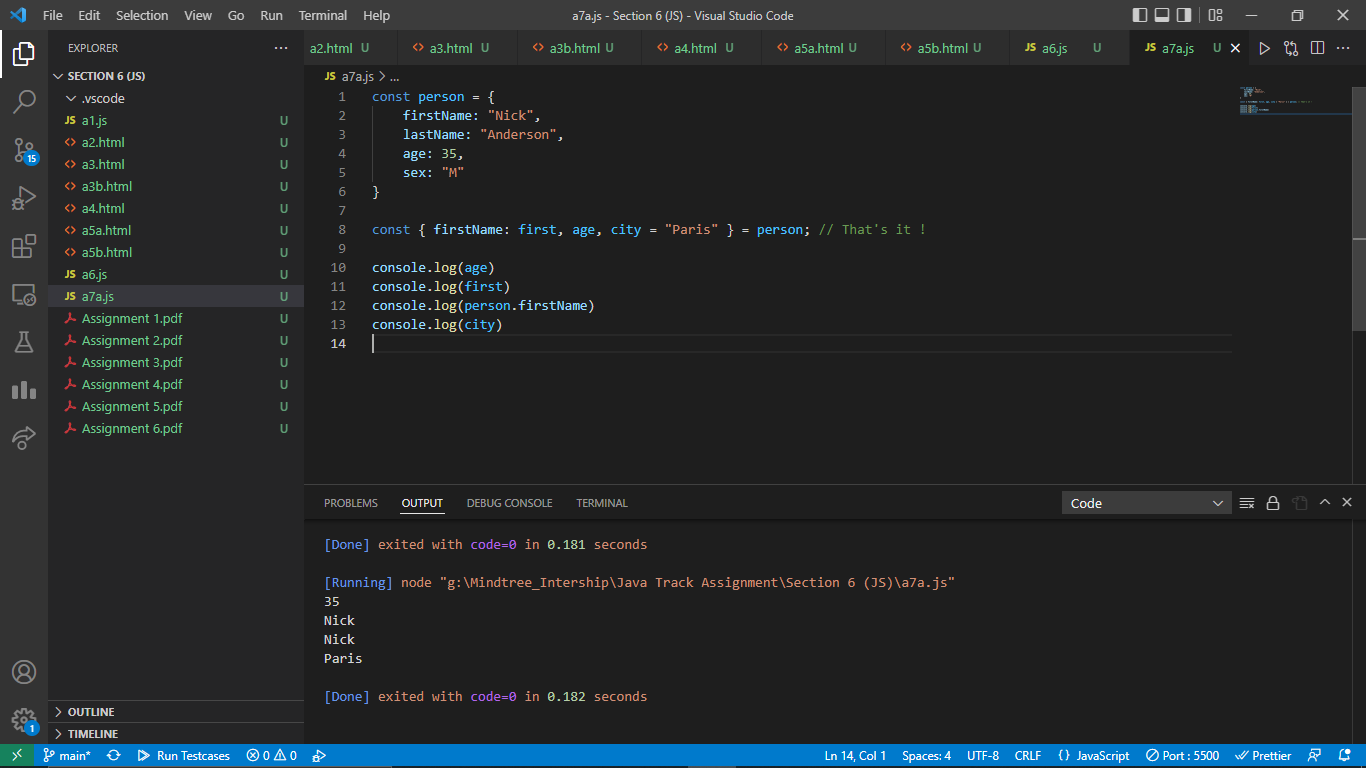 File Edit Selection View Go Run Terminal Help a7a.js - Section 6 (JS) - Visual Studio Code
EXPLORER
SECTION 6 (JS)
.vscode
JS a1.js U
<> a2.html U
<> a3.html U
<> a3b.html U
<> a4.html U
<> a5a.html U
<> a5b.html U
JS a6.js U
JS a7a.js U
Assignment 1.pdf U
Assignment 2.pdf U
Assignment 3.pdf U
Assignment 4.pdf U
Assignment 5.pdf U
Assignment 6.pdf U
OUTLINE
TIMELINE
15
1
a2.html U <> a3.html U <> a3b.html U <> a4.html U <> a5a.html U <> a5b.html U JS a6.js U JS a7a.js U
JS a7a.js > ...
1 const person = {
2 firstName: "Nick",
3 lastName: "Anderson",
4 age: 35,
5 sex: "M"
6 }
7
8 const { firstName: first, age, city = "Paris" } = person; // That's it !
9
10 console.log(age)
11 console.log(first)
12 console.log(person.firstName)
13 console.log(city)
14
PROBLEMS OUTPUT DEBUG CONSOLE TERMINAL Code
[Done] exited with code=0 in 0.181 seconds
[Running] node "g:\Mindtree_Intership\Java Track Assignment\Section 6 (JS)\a7a.js"
35
Nick
Nick
Paris
[Done] exited with code=0 in 0.182 seconds
main* Run Testcases 0 0 Ln 14, Col 1 Spaces: 4 UTF-8 CRLF {} JavaScript Port : 5500 Prettier